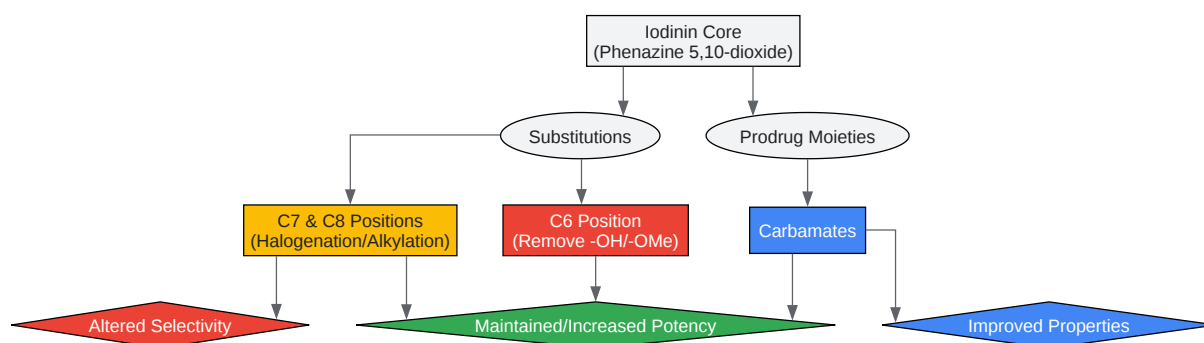 Iodinin Core
(Phenazine 5,10-dioxide)
Substitutions
Prodrug Moieties
C7 & C8 Positions
(Halogenation/Alkylation)
C6 Position
(Remove -OH/-OMe)
Carbamates
Altered Selectivity
Maintained/Increased Potency
Improved Properties